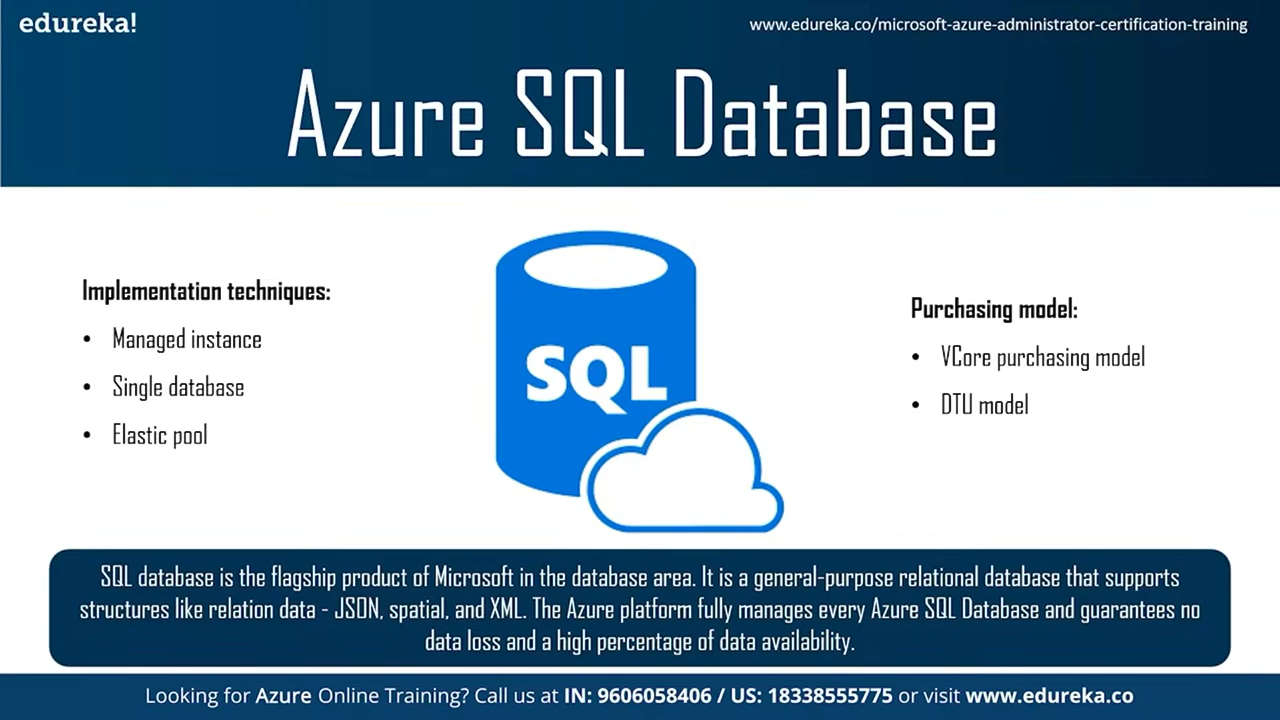 edureka!
www.edureka.co/microsoft-azure-administrator-certification-training
Azure SQL Database
Implementation techniques:
• Managed instance
• Single database
• Elastic pool
SQL
Purchasing model:
• VCore purchasing model
• DTU model
SQL database is the flagship product of Microsoft in the database area. It is a general-purpose relational database that supports
structures like relation data - JSON, spatial, and XML. The Azure platform fully manages every Azure SQL Database and guarantees no
data loss and a high percentage of data availability.
Looking for Azure Online Training? Call us at IN: 9606058406 / US: 18338555775 or visit www.edureka.co